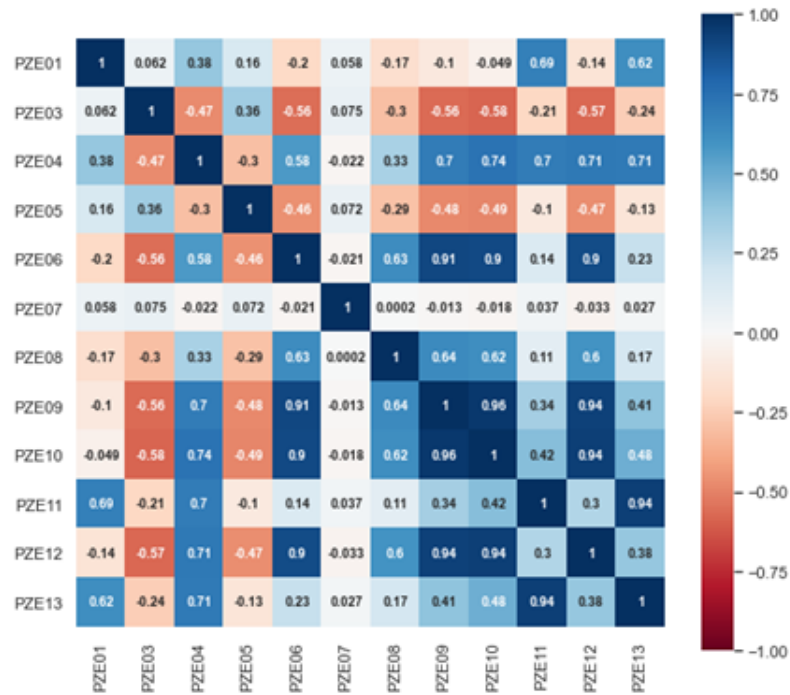 PZE01 1 0.062 0.38 0.16 -0.2 0.058 -0.17 -0.1 -0.049 0.69 -0.14 0.62
PZE03 0.062 1 -0.47 0.36 -0.56 0.075 -0.3 -0.56 -0.58 -0.21 -0.57 -0.24
PZE04 0.38 -0.47 1 -0.3 0.58 -0.022 0.33 0.7 0.74 0.7 0.71 0.71
PZE05 0.16 0.36 -0.3 1 -0.46 0.072 -0.29 -0.48 -0.49 -0.1 -0.47 -0.13
PZE06 -0.2 -0.56 0.58 -0.46 1 -0.021 0.63 0.91 0.9 0.14 0.9 0.23
PZE07 0.058 0.075 -0.022 0.072 -0.021 1 0.0002 -0.013 -0.018 0.037 -0.033 0.027
PZE08 -0.17 -0.3 0.33 -0.29 0.63 0.0002 1 0.64 0.62 0.11 0.6 0.17
PZE09 -0.1 -0.56 0.7 -0.48 0.91 -0.013 0.64 1 0.96 0.34 0.94 0.41
PZE10 -0.049 -0.58 0.74 -0.49 0.9 -0.018 0.62 0.96 1 0.42 0.94 0.48
PZE11 0.69 -0.21 0.7 -0.1 0.14 0.037 0.11 0.34 0.42 1 0.3 0.94
PZE12 -0.14 -0.57 0.71 -0.47 0.9 -0.033 0.6 0.94 0.94 0.3 1 0.38
PZE13 0.62 -0.24 0.71 -0.13 0.23 0.027 0.17 0.41 0.48 0.94 0.38 1
PZE01 PZE03 PZE04 PZE05 PZE06 PZE07 PZE08 PZE09 PZE10 PZE11 PZE12 PZE13
1.00
0.75
0.50
0.25
0.00
−0.25
−0.50
−0.75
−1.00